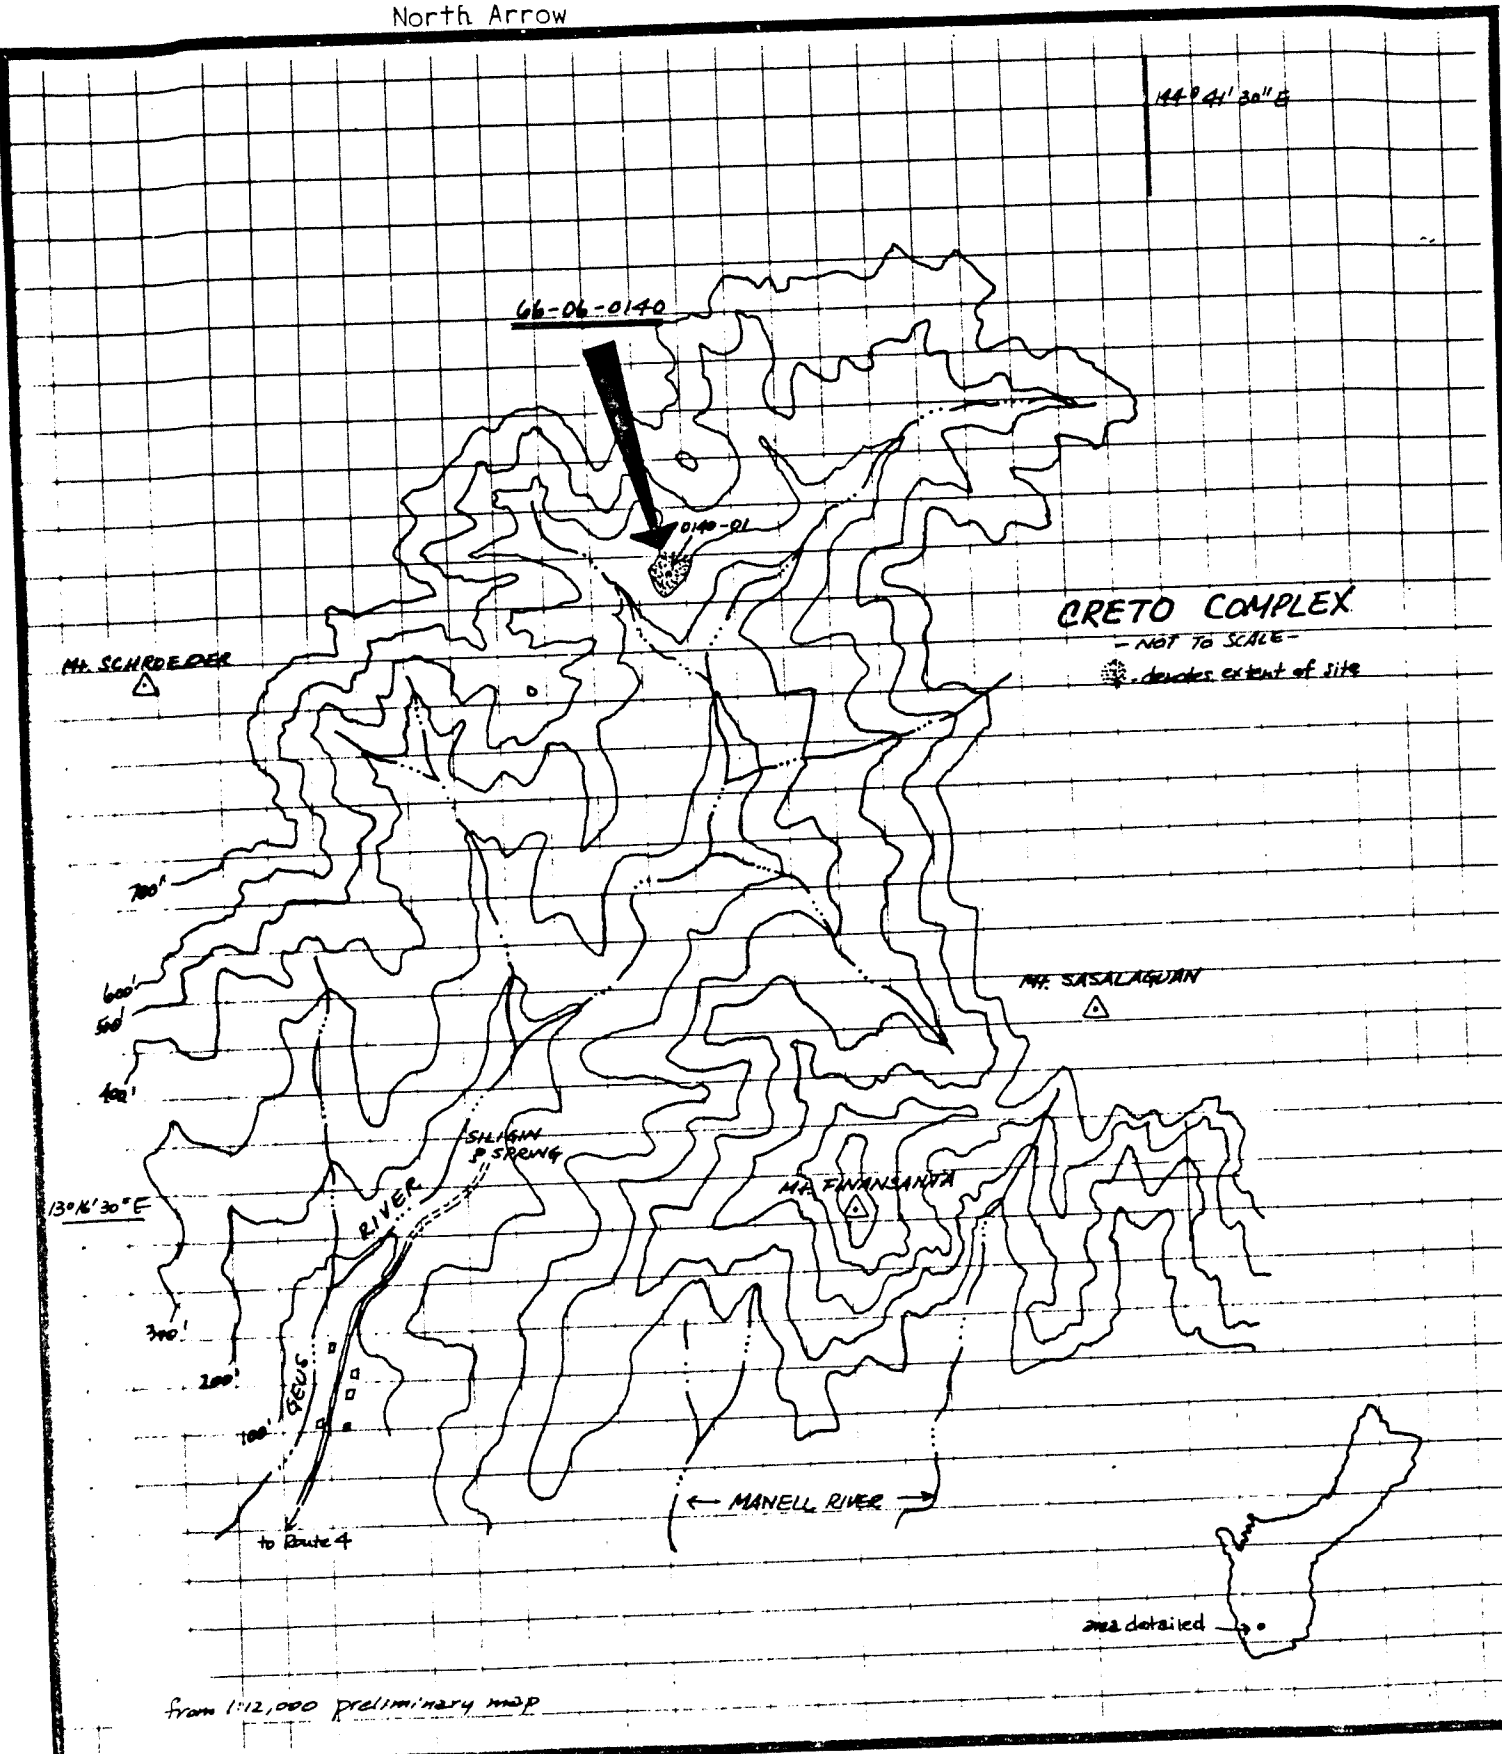 North Arrow
144° 41' 30" E
66-06-0140
0140-01
CRETO COMPLEX
- NOT TO SCALE -
- denotes extent of site
Mt. SCHROEDER
700'
600'
500'
400'
Mt. SASALAGUAN
SILIGIN
SPRING
Mt. FINANSANTA
13° 16' 30" E
RIVER
300'
200'
GEUS
100'
← MANELL RIVER →
to Route 4
area detailed
from 1:12,000 preliminary map